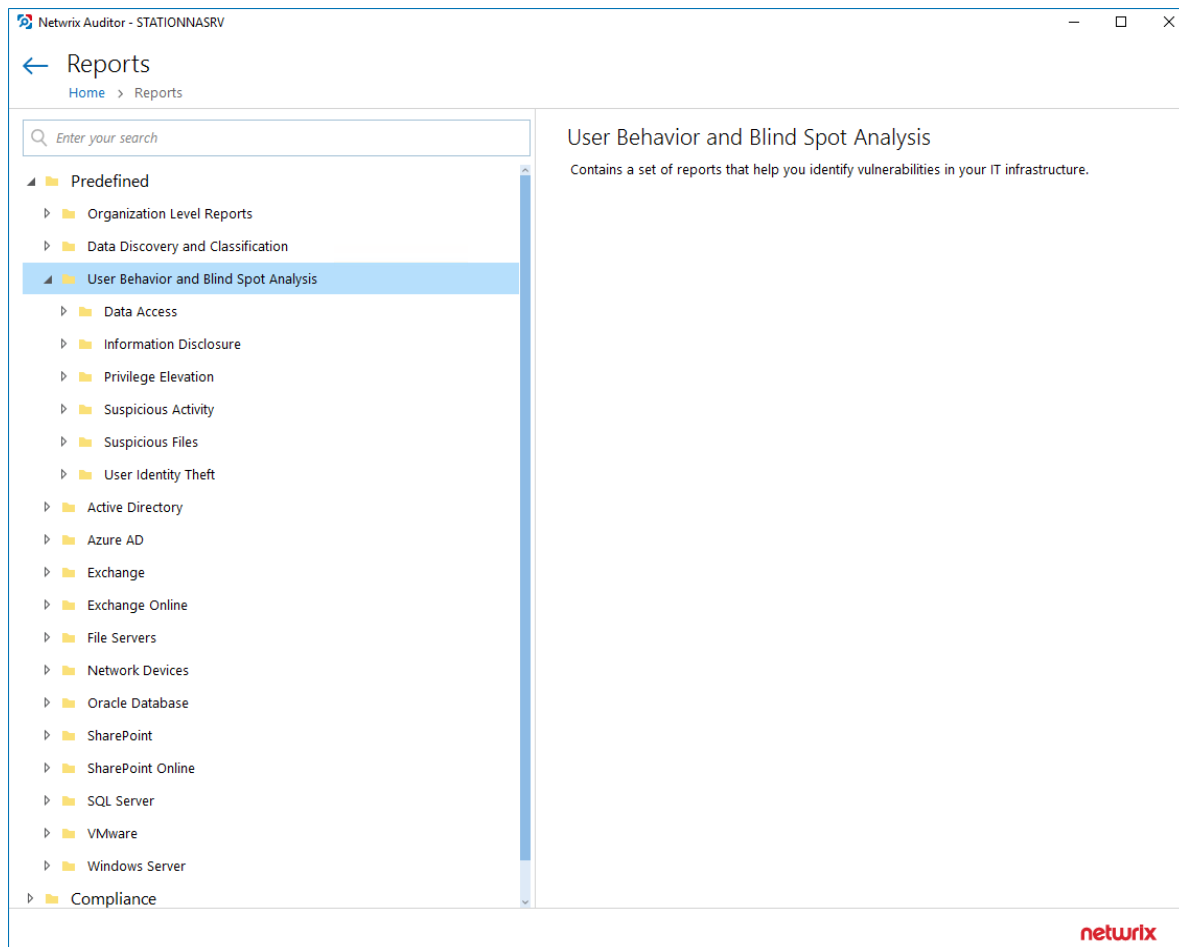 Netwrix Auditor - STATIONNASRV
Reports
Home > Reports
Enter your search
Predefined
Organization Level Reports
Data Discovery and Classification
User Behavior and Blind Spot Analysis
Data Access
Information Disclosure
Privilege Elevation
Suspicious Activity
Suspicious Files
User Identity Theft
Active Directory
Azure AD
Exchange
Exchange Online
File Servers
Network Devices
Oracle Database
SharePoint
SharePoint Online
SQL Server
VMware
Windows Server
Compliance
User Behavior and Blind Spot Analysis
Contains a set of reports that help you identify vulnerabilities in your IT infrastructure.
netwrix